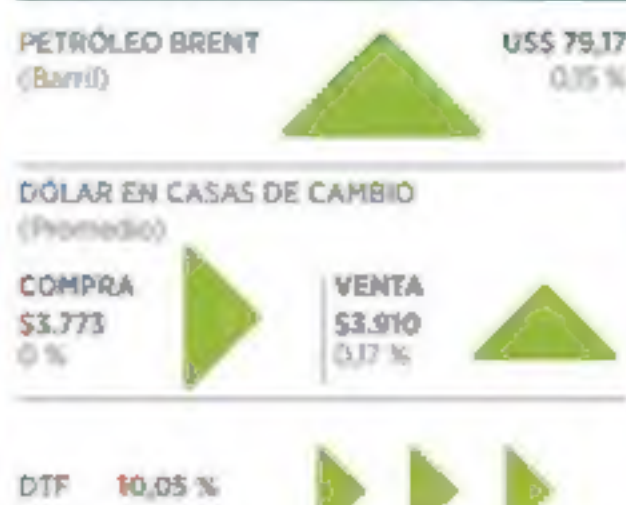 PETRÓLEO BRENT
(Barril)
US$ 79,17
0,15 %
DÓLAR EN CASAS DE CAMBIO
(Promedio)
COMPRA
$3.773
0 %
VENTA
$3.910
0,17 %
DTF 10,05 %